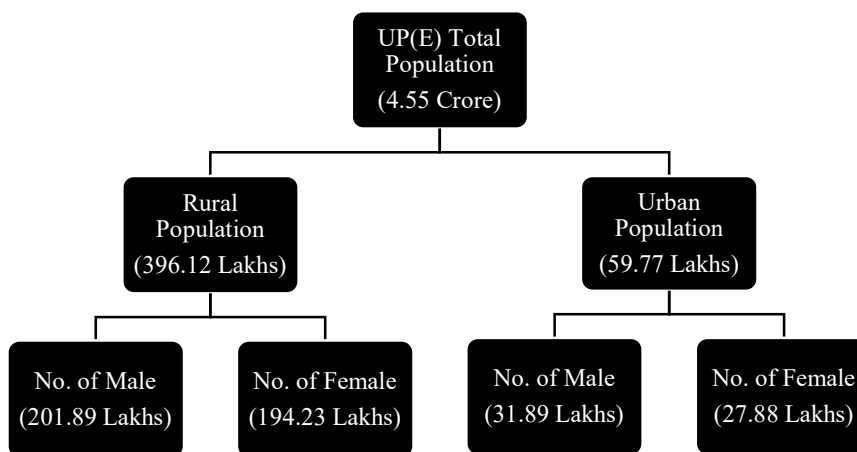 UP(E) Total
Population
(4.55 Crore)
Rural
Population
(396.12 Lakhs)
Urban
Population
(59.77 Lakhs)
No. of Male
(201.89 Lakhs)
No. of Female
(194.23 Lakhs)
No. of Male
(31.89 Lakhs)
No. of Female
(27.88 Lakhs)